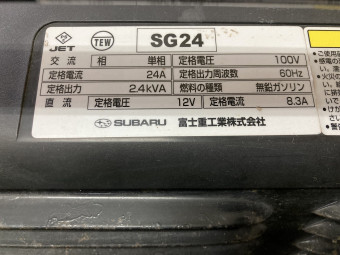 JET TEW SG24
交流 相 単相 定格電圧 100V
定格電流 24A 定格出力周波数 60Hz
定格出力 2.4kVA 燃料の種類 無鉛ガソリン
直流 定格電圧 12V 定格電流 8.3A
SUBARU 富士重工業株式会社